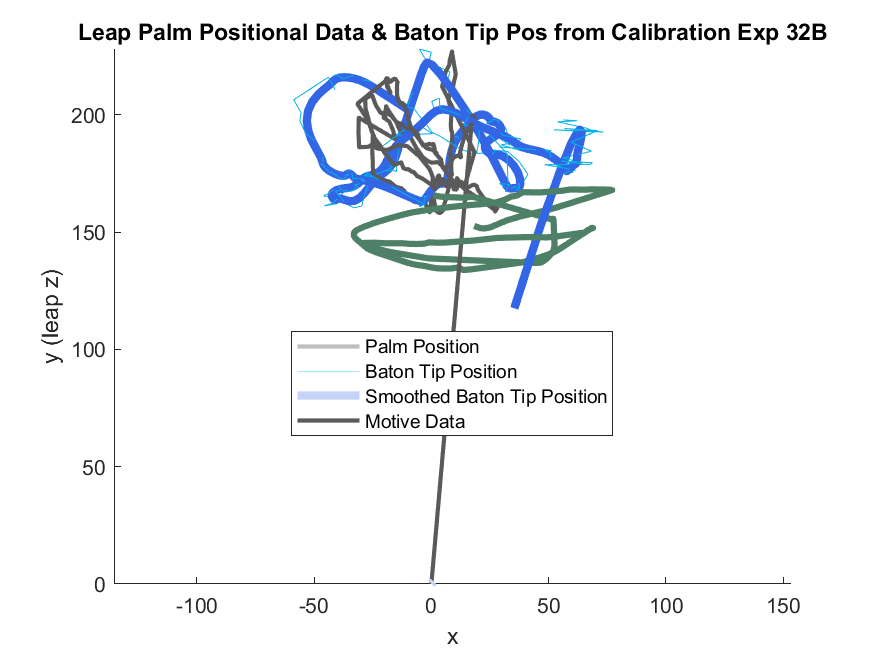 Leap Palm Positional Data & Baton Tip Pos from Calibration Exp 32B
y (leap z)
200
150
100
50
0
Palm Position
Baton Tip Position
Smoothed Baton Tip Position
Motive Data
-100 -50 0 50 100 150
x